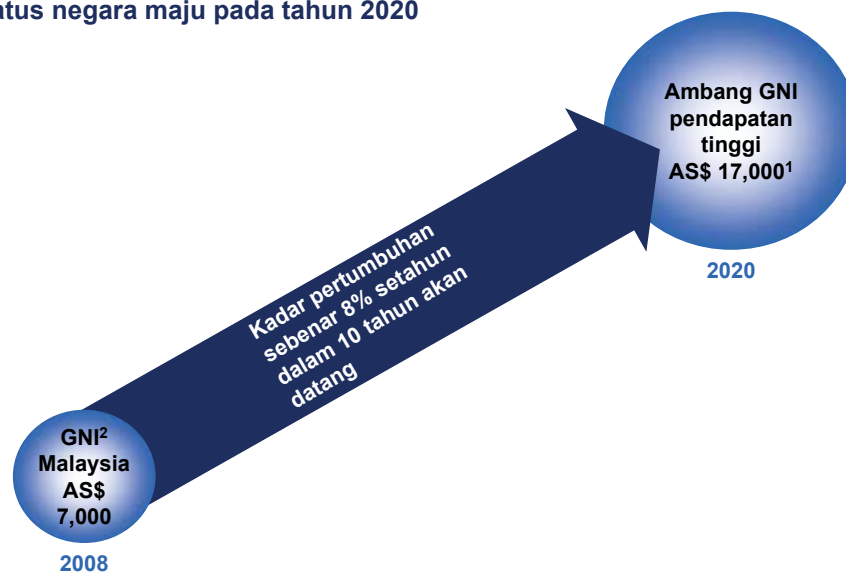 atus negara maju pada tahun 2020
Ambang GNI
pendapatan
tinggi
AS$ 17,000¹
2020
Kadar pertumbuhan
sebenar 8% setahun
dalam 10 tahun akan
datang
GNI²
Malaysia
AS$
7,000
2008